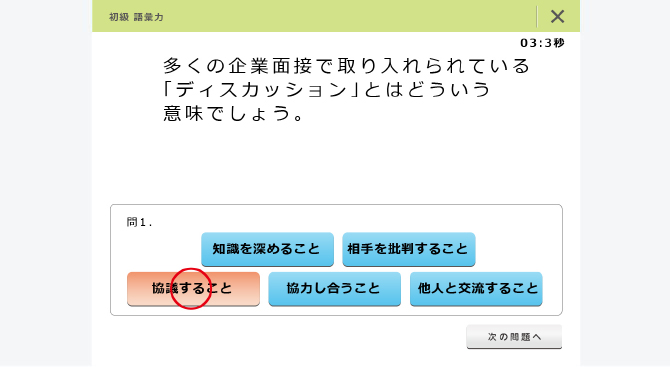 初級 語彙力
03:3秒
多くの企業面接で取り入れられている
「ディスカッション」とはどういう
意味でしょう。
問1.
知識を深めること 相手を批判すること
協議すること 協力し合うこと 他人と交流すること
次の問題へ